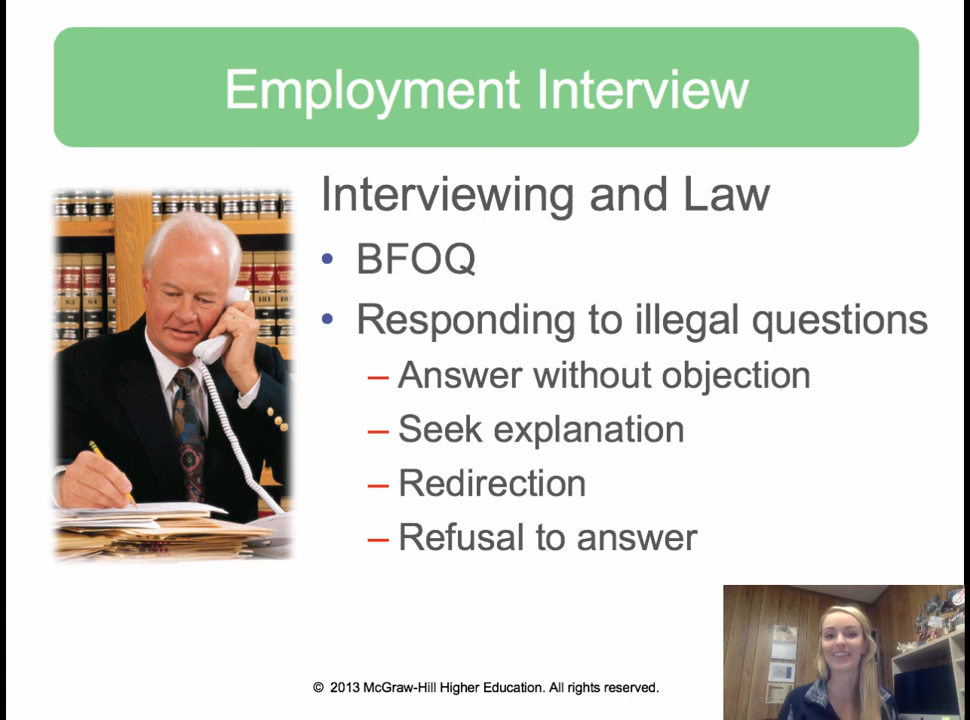 Employment Interview
Interviewing and Law
• BFOQ
• Responding to illegal questions
– Answer without objection
– Seek explanation
– Redirection
– Refusal to answer
© 2013 McGraw-Hill Higher Education. All rights reserved.